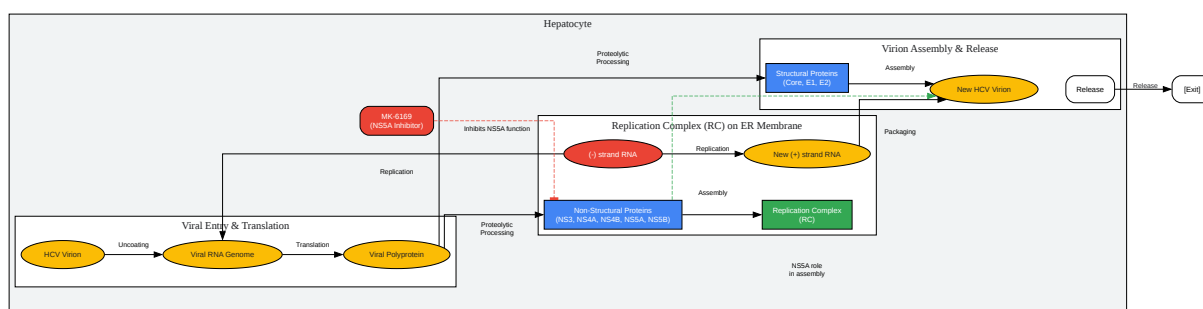 Hepatocyte
Virion Assembly & Release
Proteolytic
Processing
Structural Proteins
(Core, E1, E2)
Assembly
New HCV Virion
Release
Release
[Exit]
MK-6169
(NS5A Inhibitor)
Inhibits NS5A function
Replication Complex (RC) on ER Membrane
Packaging
(-) strand RNA
Replication
New (+) strand RNA
Replication
Assembly
Non-Structural Proteins
(NS3, NS4A, NS4B, NS5A, NS5B)
Replication Complex
(RC)
Viral Entry & Translation
Proteolytic
Processing
HCV Virion
Uncoating
Viral RNA Genome
Translation
Viral Polyprotein
NS5A role
in assembly